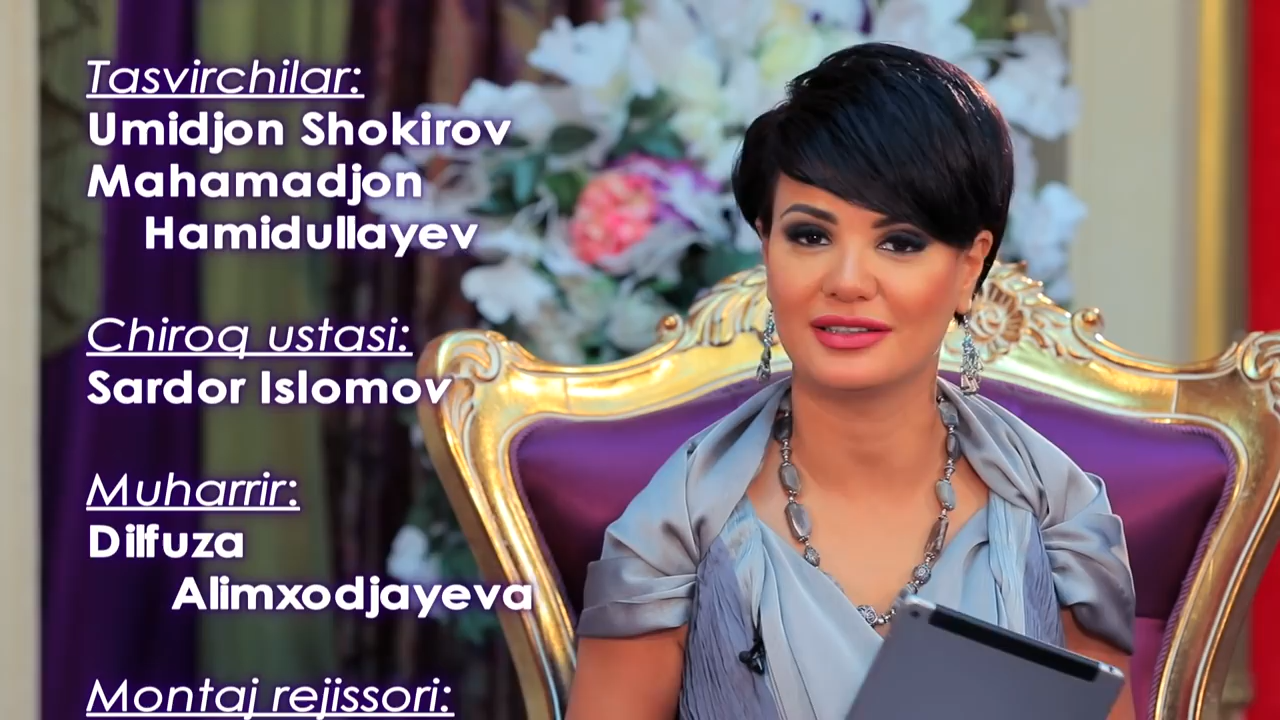 Tasvirchilar:
Umidjon Shokirov
Mahamadjon
Hamidullayev
Chiroq ustasi:
Sardor Islomov
Muharrir:
Dilfuza
Alimxodjayeva
Montaj rejissori: